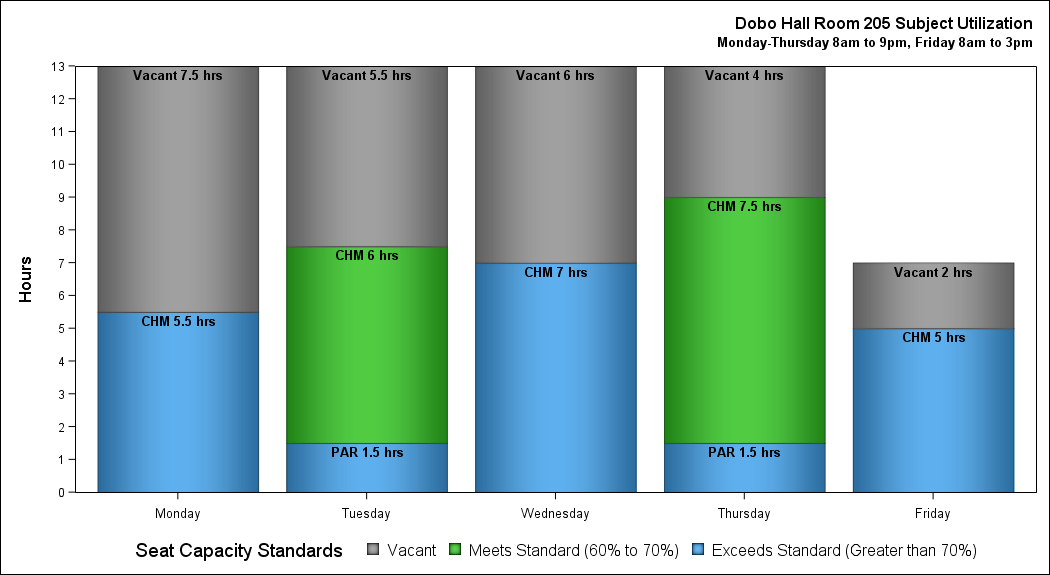 Dobo Hall Room 205 Subject Utilization
Monday-Thursday 8am to 9pm, Friday 8am to 3pm
Hours
13
12
11
10
9
8
7
6
5
4
3
2
1
0
Vacant 7.5 hrs
CHM 5.5 hrs
Vacant 5.5 hrs
CHM 6 hrs
PAR 1.5 hrs
Vacant 6 hrs
CHM 7 hrs
Vacant 4 hrs
CHM 7.5 hrs
PAR 1.5 hrs
Vacant 2 hrs
CHM 5 hrs
Monday Tuesday Wednesday Thursday Friday
Seat Capacity Standards Vacant Meets Standard (60% to 70%) Exceeds Standard (Greater than 70%)